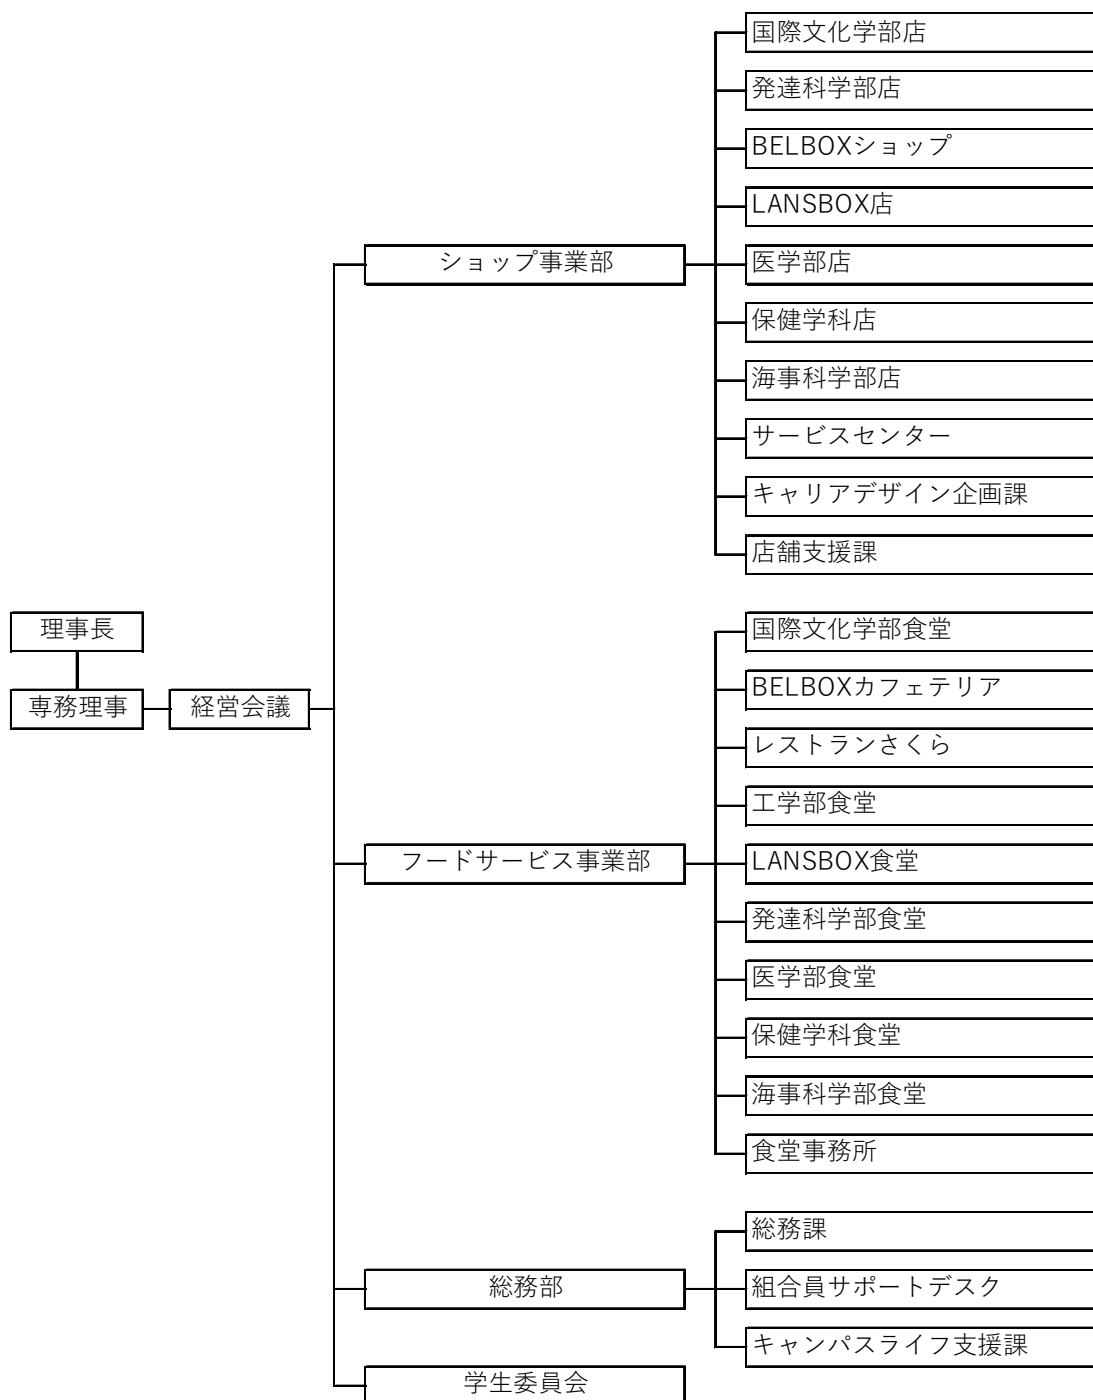 理事長
専務理事
経営会議
ショップ事業部
国際文化学部店
発達科学部店
BELBOXショップ
LANSBOX店
医学部店
保健学科店
海事科学部店
サービスセンター
キャリアデザイン企画課
店舗支援課
フードサービス事業部
国際文化学部食堂
BELBOXカフェテリア
レストランさくら
工学部食堂
LANSBOX食堂
発達科学部食堂
医学部食堂
保健学科食堂
海事科学部食堂
食堂事務所
総務部
総務課
組合員サポートデスク
キャンパスライフ支援課
学生委員会